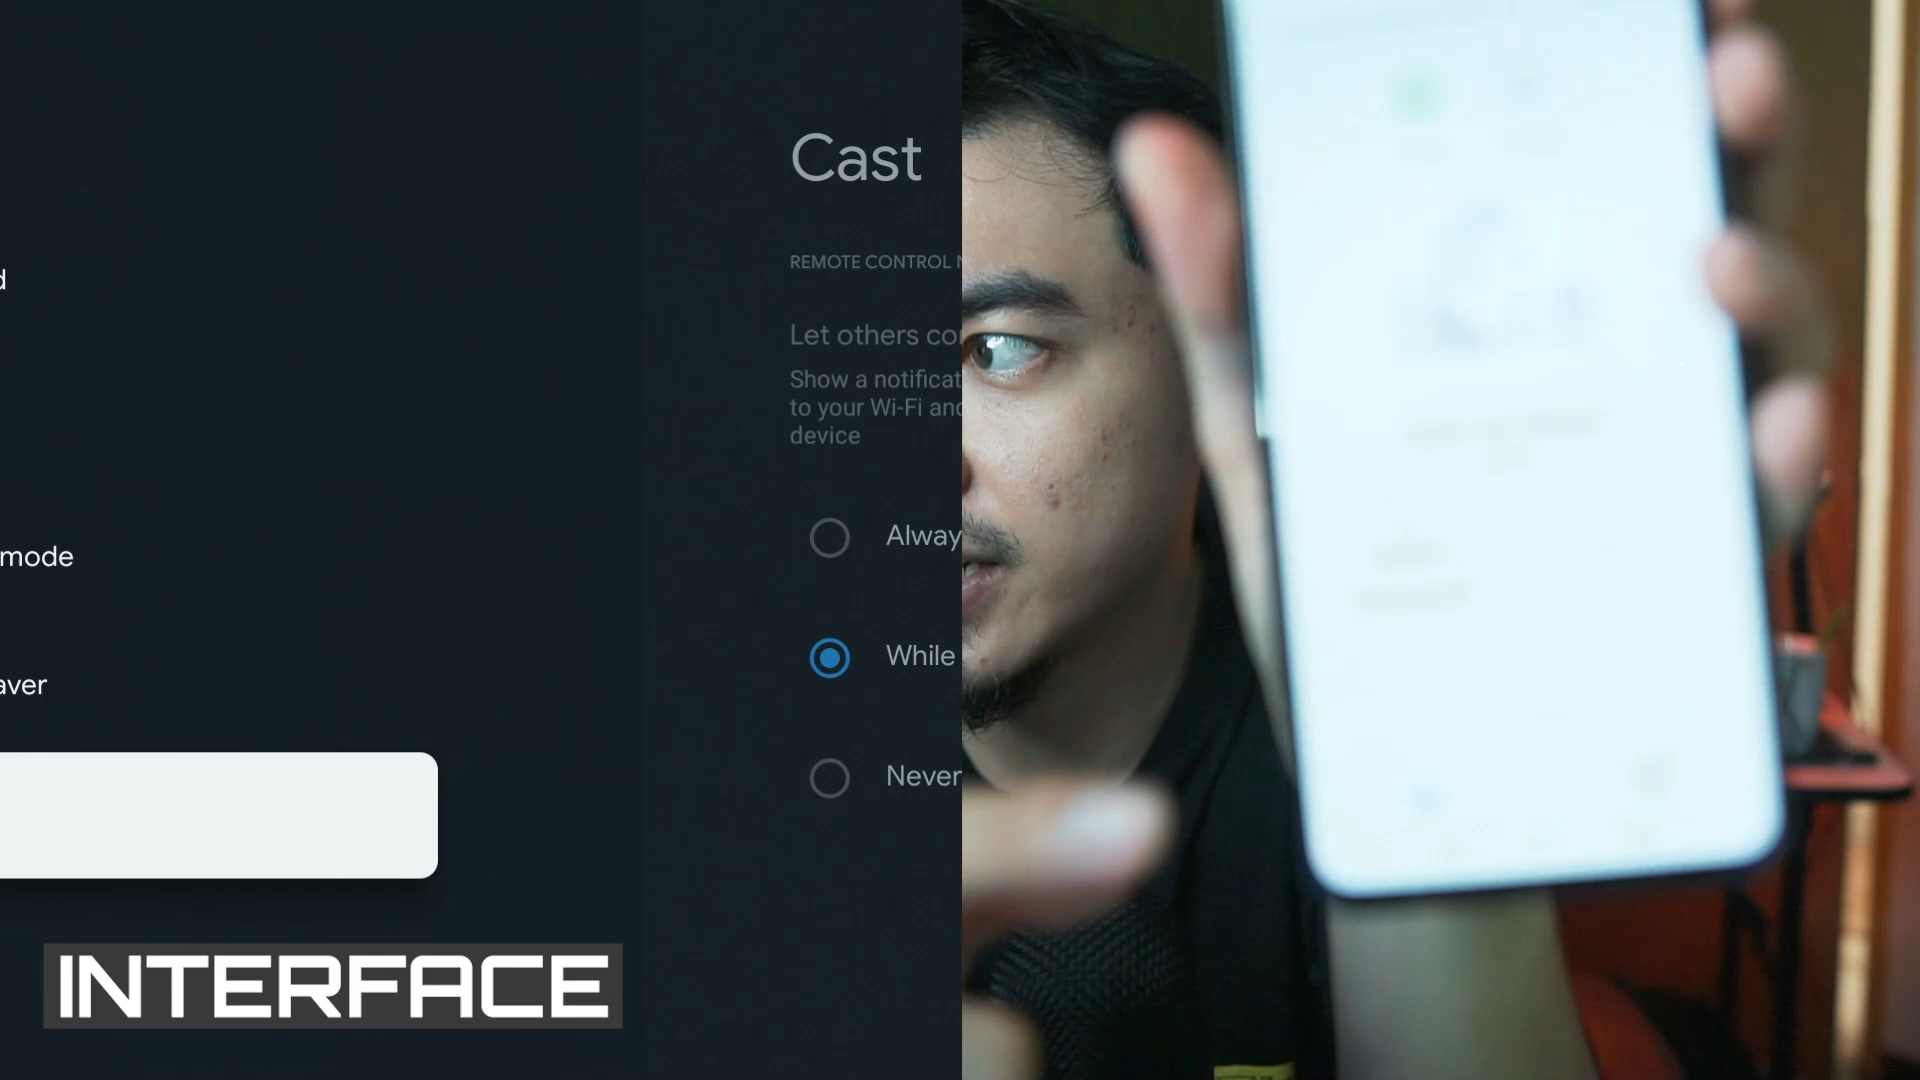 Cast
REMOTE CONTROL
Let others
Show a notificat
to your Wi-Fi and
device
d
Alway
mode
While
aver
Never
INTERFACE